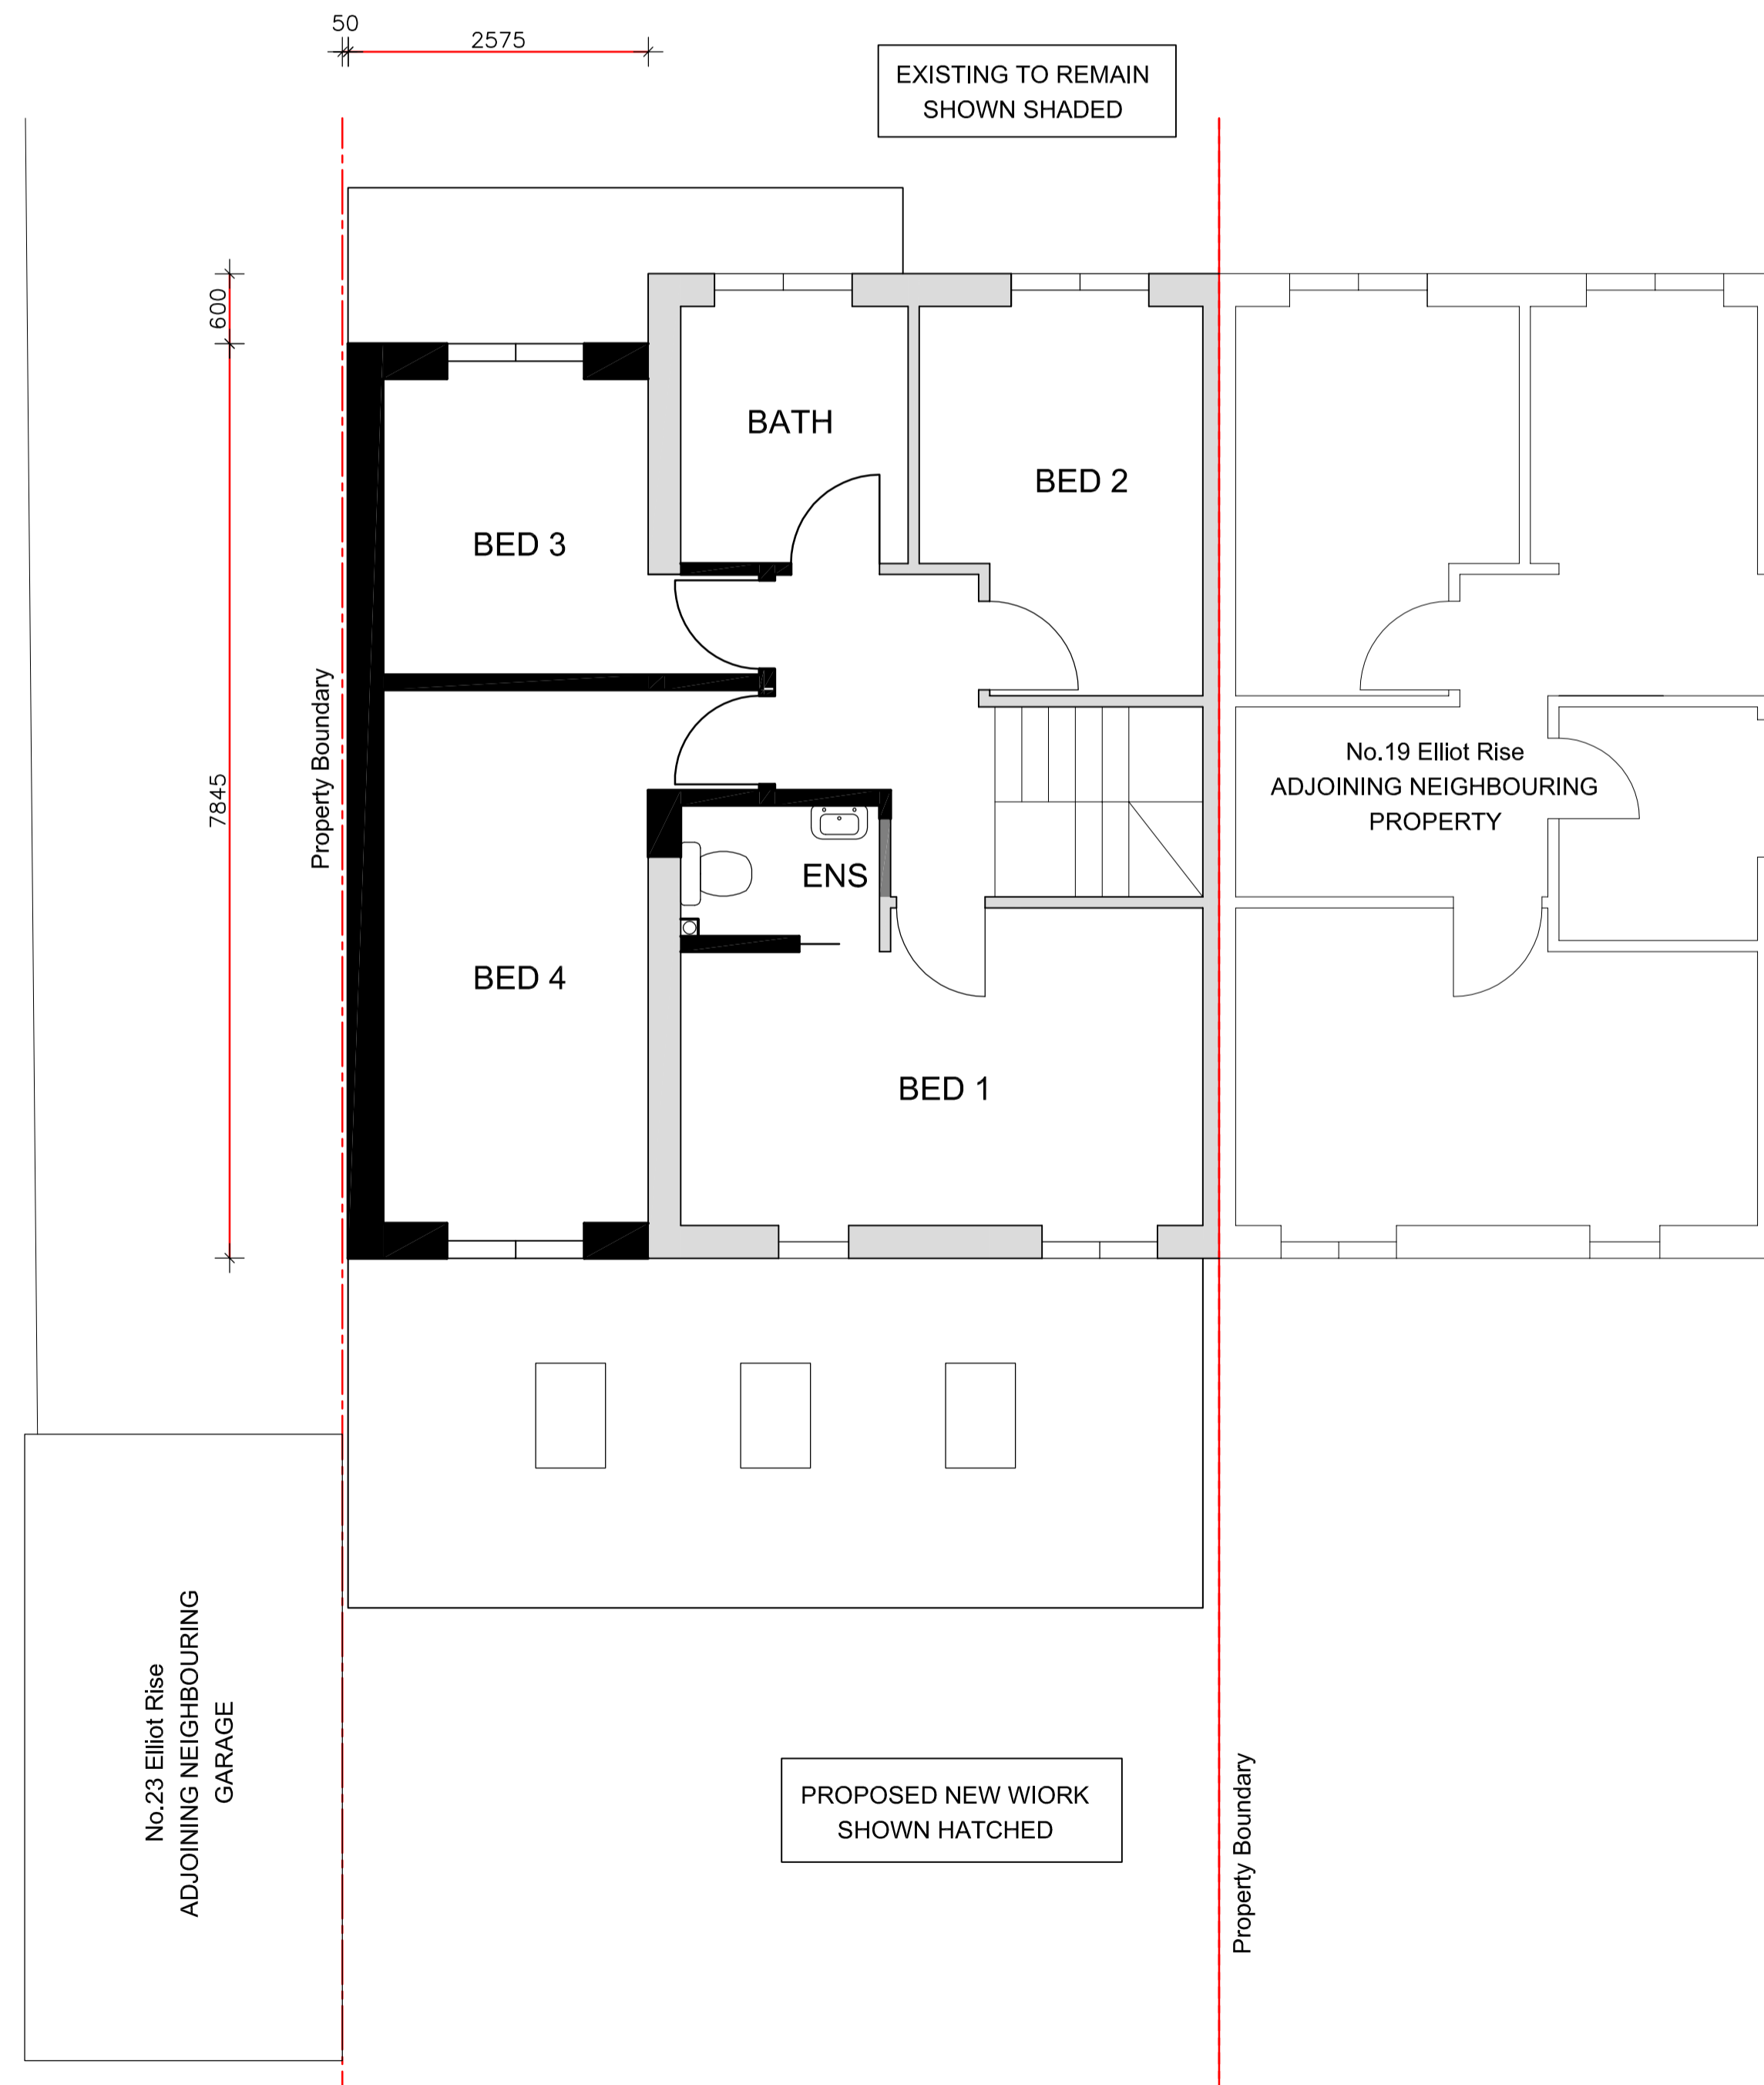 50
2575
EXISTING TO REMAIN
SHOWN SHADED
600
BATH
BED 2
BED 3
Property Boundary
7845
No.19 Elliot Rise
ADJOINING NEIGHBOURING
PROPERTY
ENS
BED 4
BED 1
No.23 Elliot Rise
ADJOINING NEIGHBOURING
GARAGE
PROPOSED NEW WIORK
SHOWN HATCHED
Property Boundary